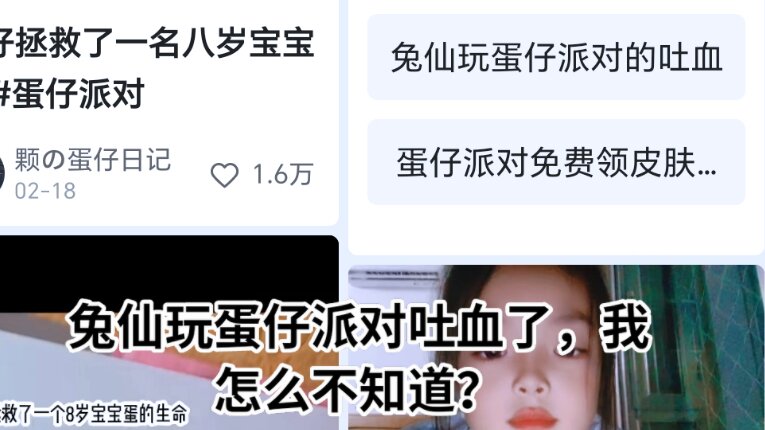 好拯救了一名八岁宝宝
#蛋仔派对
颗の蛋仔日记
02-18
1.6万
兔仙玩蛋仔派对的吐血
蛋仔派对免费领皮肤...
兔仙玩蛋仔派对吐血了，我
怎么不知道？
救了一个8岁宝宝蛋的生命